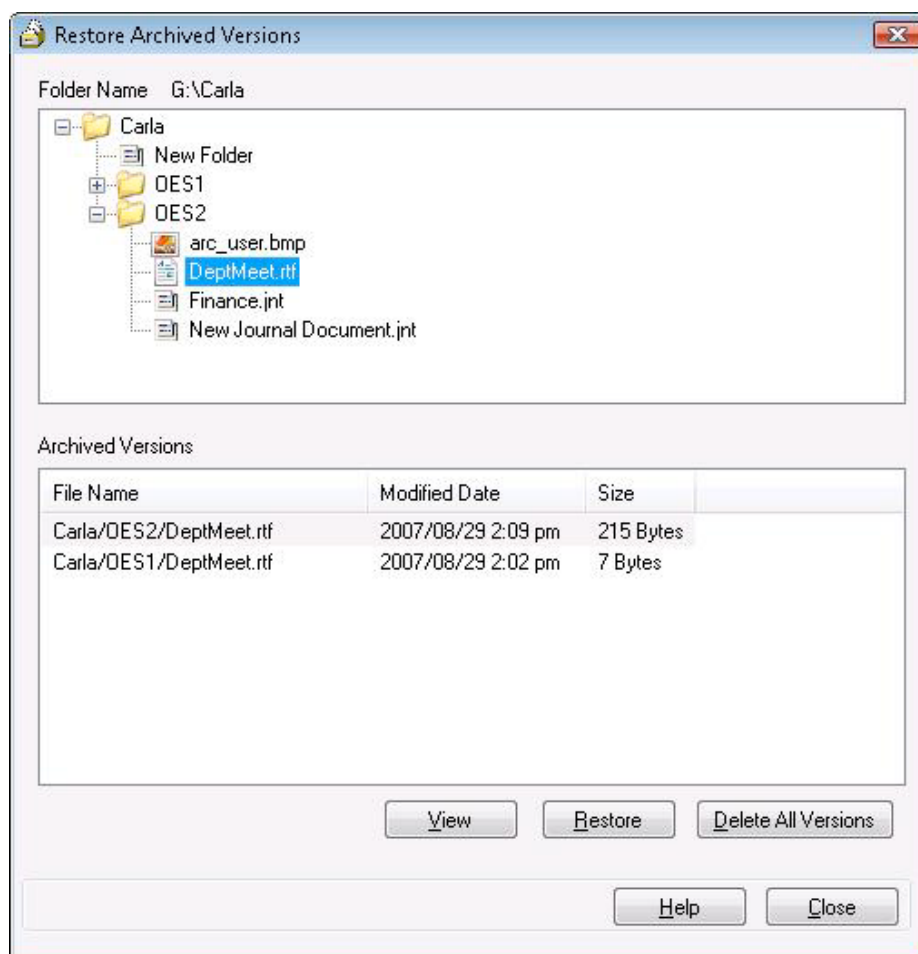 Restore Archived Versions
Folder Name G:\Carla
Carla
New Folder
OES1
OES2
arc_user.bmp
DeptMeet.rtf
Finance.jnt
New Journal Document.jnt
Archived Versions
File Name Modified Date Size
Carla/OES2/DeptMeet.rtf 2007/08/29 2:09 pm 215 Bytes
Carla/OES1/DeptMeet.rtf 2007/08/29 2:02 pm 7 Bytes
View Restore Delete All Versions
Help Close